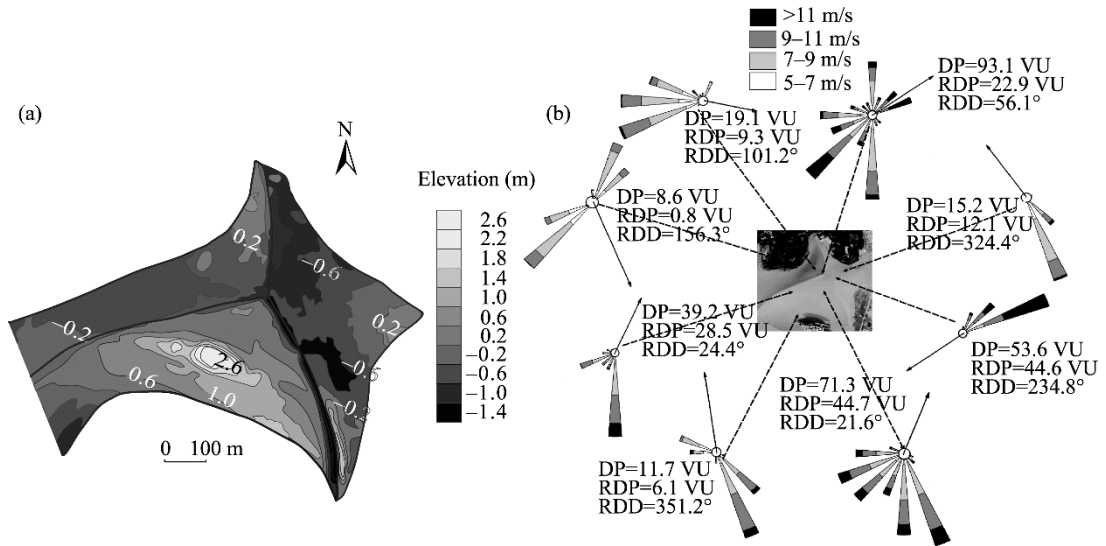 (a)
N
Elevation (m)
2.6
2.2
1.8
1.4
1.0
0.6
0.2
−0.2
−0.6
−1.0
−1.4
0.2
−0.6
−0.2
0.2
2.6
−0.6
0.6
1.0
−0.2
0 100 m
(b)
>11 m/s
9–11 m/s
7–9 m/s
5–7 m/s
DP=93.1 VU
RDP=22.9 VU
RDD=56.1°
DP=19.1 VU
RDP=9.3 VU
RDD=101.2°
DP=8.6 VU
RDP=0.8 VU
RDD=156.3°
DP=15.2 VU
RDP=12.1 VU
RDD=324.4°
DP=39.2 VU
RDP=28.5 VU
RDD=24.4°
DP=53.6 VU
RDP=44.6 VU
RDD=234.8°
DP=71.3 VU
RDP=44.7 VU
RDD=21.6°
DP=11.7 VU
RDP=6.1 VU
RDD=351.2°